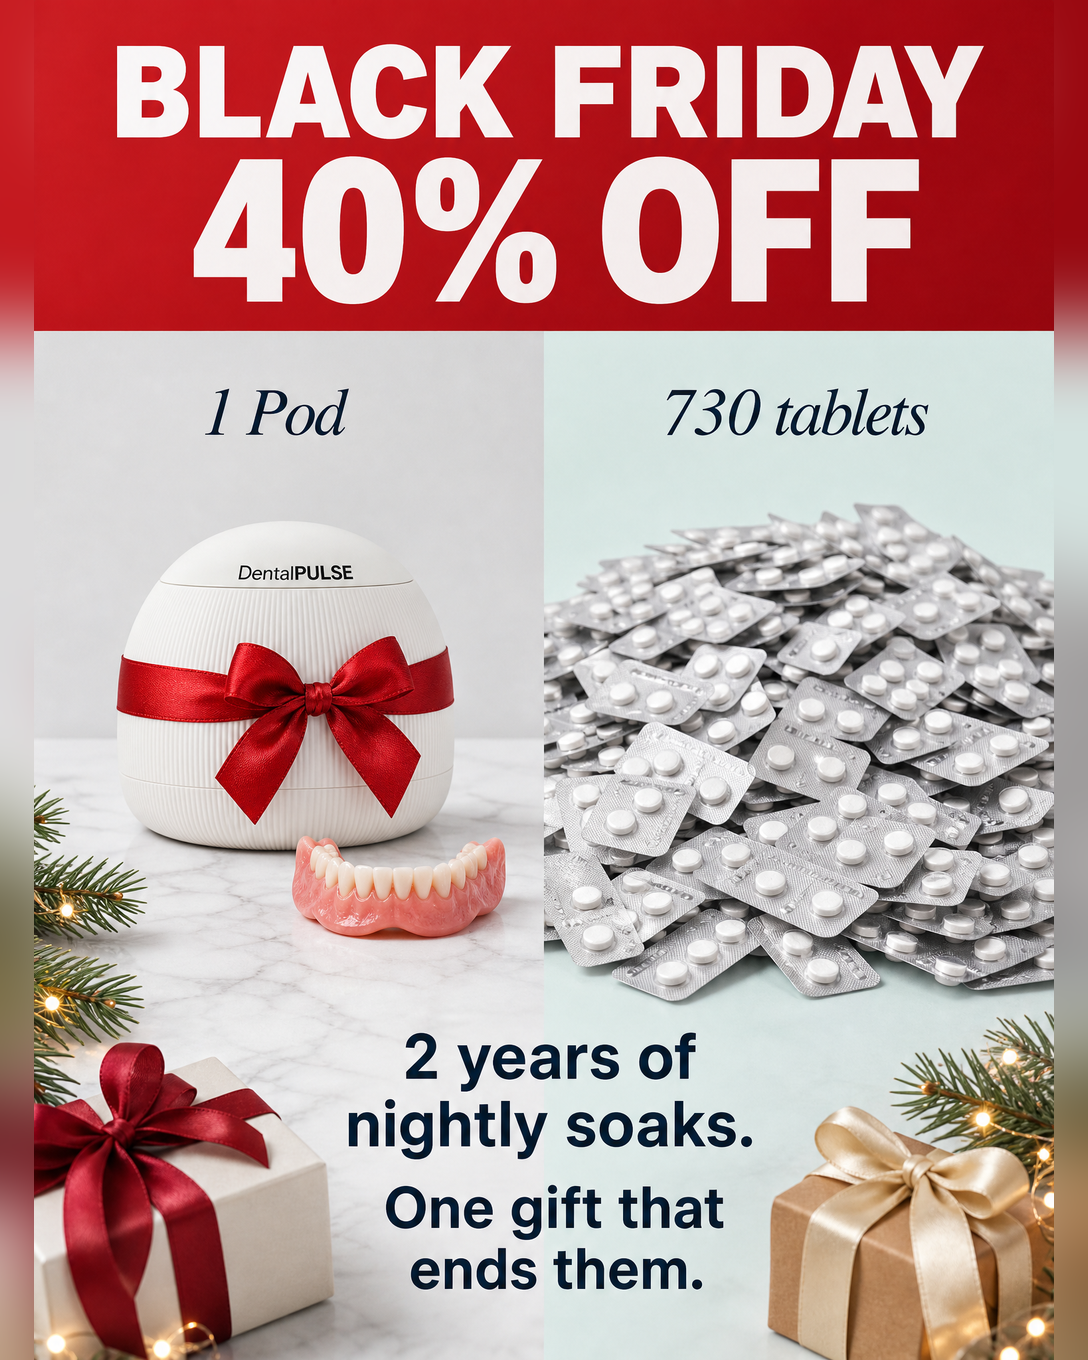 BLACK FRIDAY
40% OFF
1 Pod
730 tablets
DentalPULSE
2 years of
nightly soaks.
One gift that
ends them.